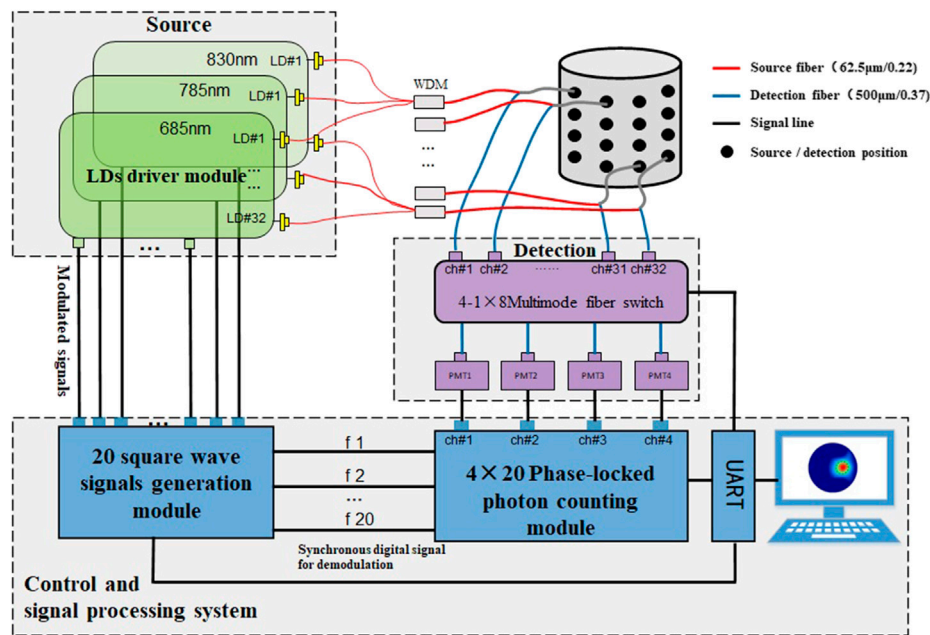 Source
830nm
LD#1
785nm
LD#1
685nm
LD#1
LDs driver module
...
...
LD#32
...
Modulated signals
WDM
...
...
Source fiber（62.5μm/0.22）
Detection fiber（500μm/0.37）
Signal line
Source / detection position
Detection
ch#1 ch#2 ...... ch#31 ch#32
4-1×8Multimode fiber switch
PMT1 PMT2 PMT3 PMT4
...
20 square wave
signals generation
module
f 1
f 2
...
f 20
Synchronous digital signal
for demodulation
ch#1 ch#2 ch#3 ch#4
4×20 Phase-locked
photon counting
module
UART
Control and
signal processing system